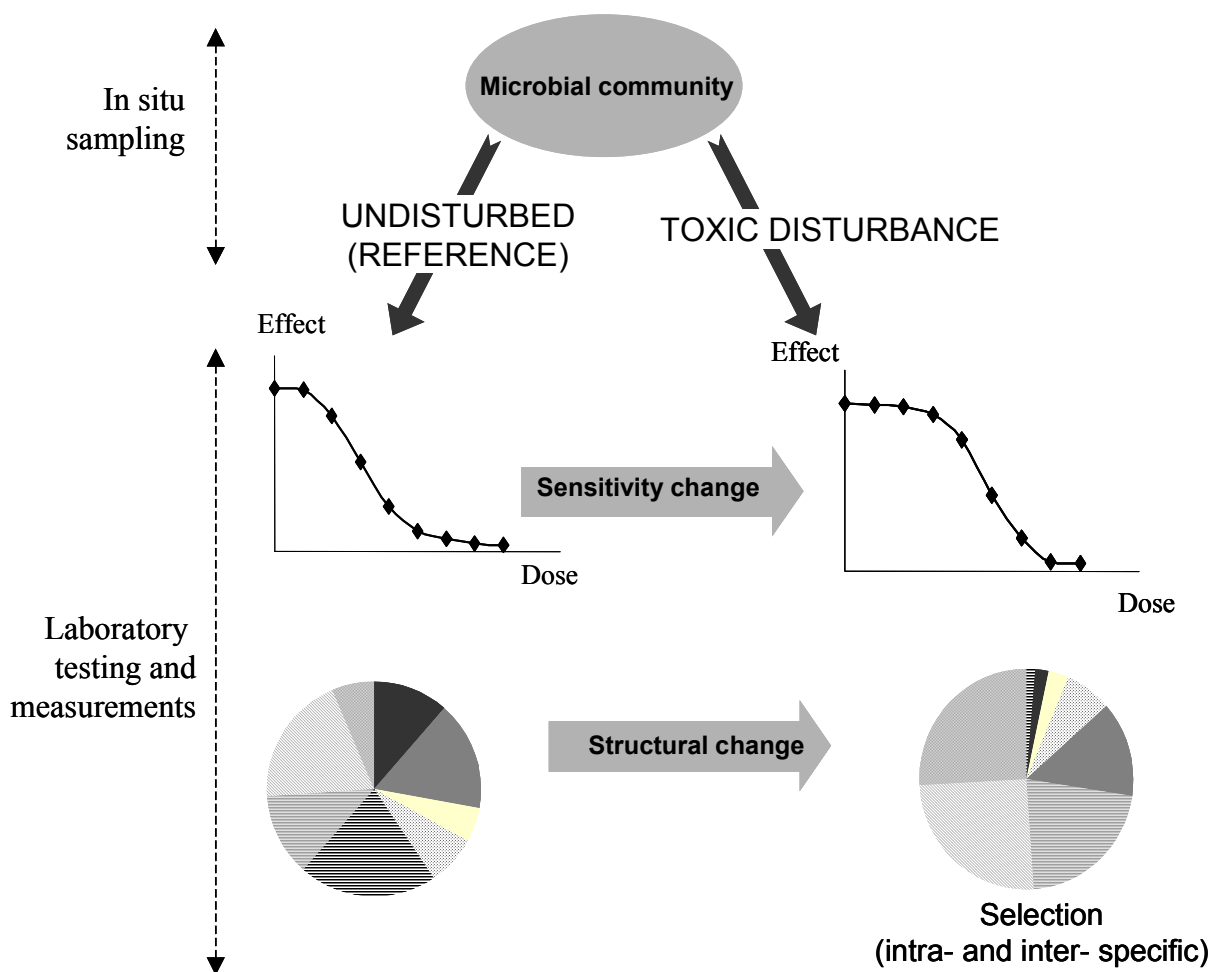 Microbial community
In situ
sampling
UNDISTURBED
(REFERENCE)
TOXIC DISTURBANCE
Effect
Effect
Sensitivity change
Dose
Dose
Laboratory
testing and
measurements
Structural change
Selection
(intra- and inter- specific)